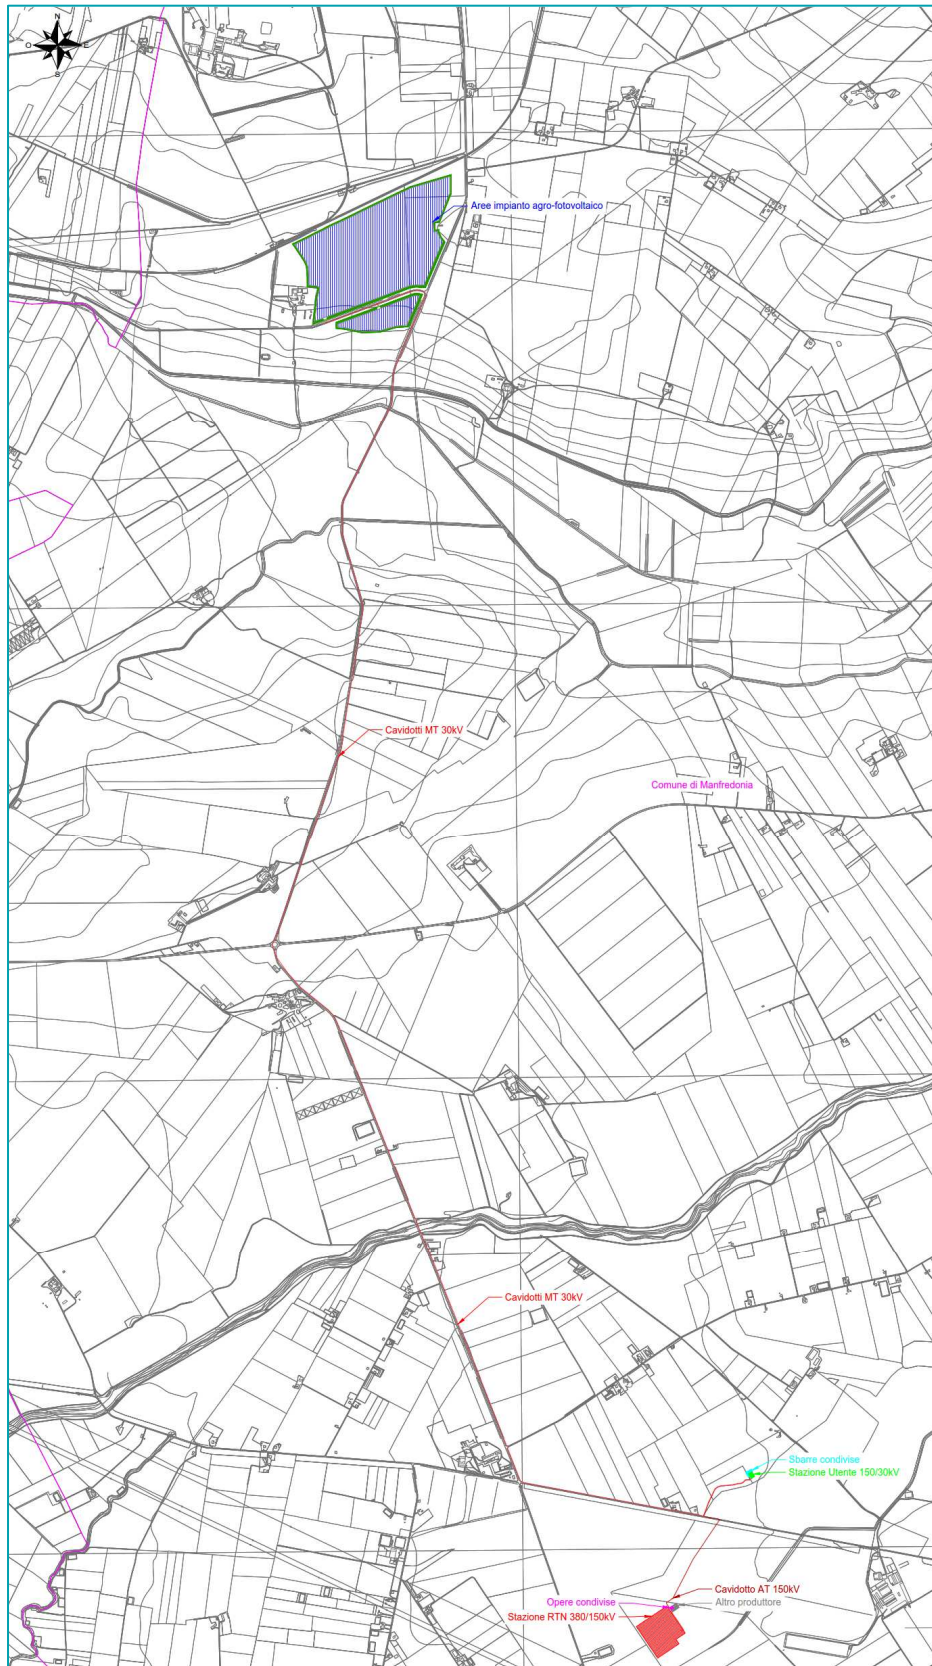 N
O
E
S
Aree impianto agro-fotovoltaico
Cavidotti MT 30kV
Comune di Manfredonia
Cavidotti MT 30kV
Sbarre condivise
Stazione Utente 150/30kV
Cavidotto AT 150kV
Opere condivise
Altro produttore
Stazione RTN 380/150kV